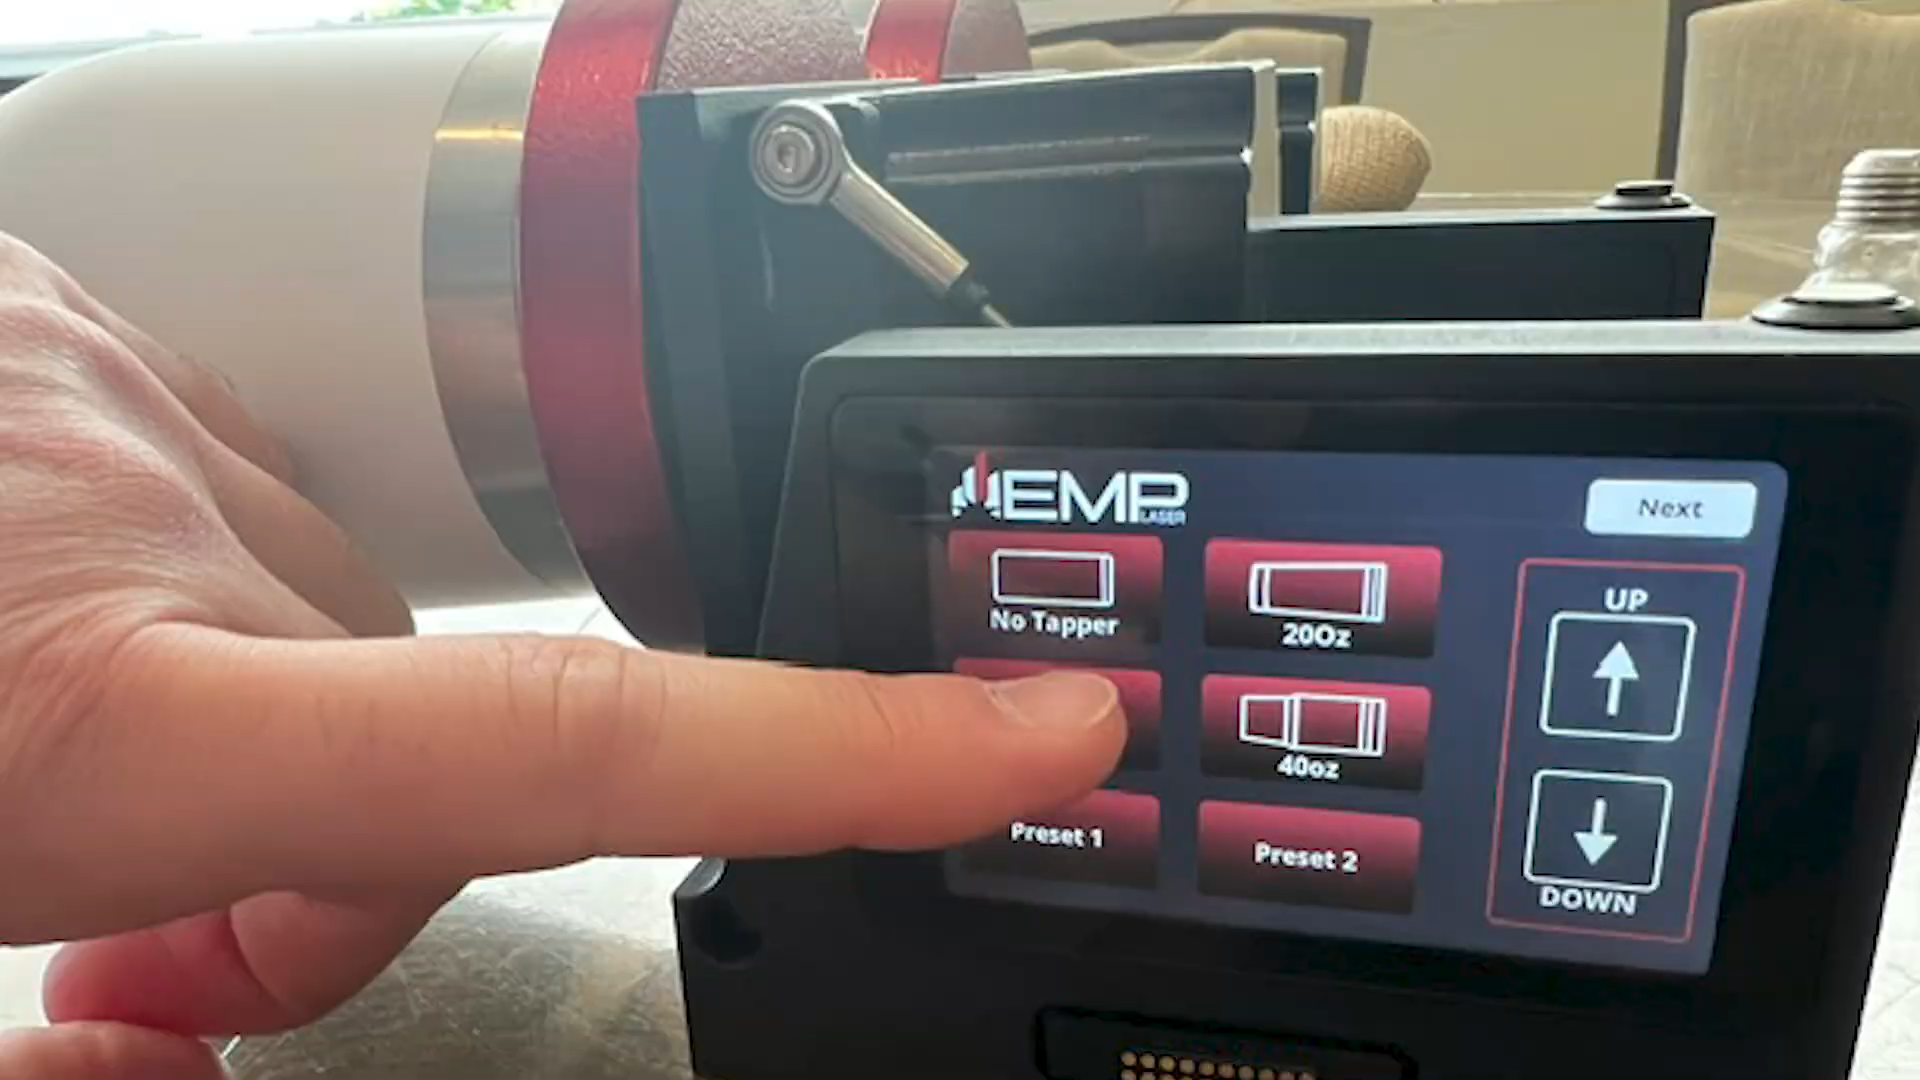 EMP
LASER
Next
No Tapper
20Oz
UP
40oz
Preset 1
Preset 2
DOWN